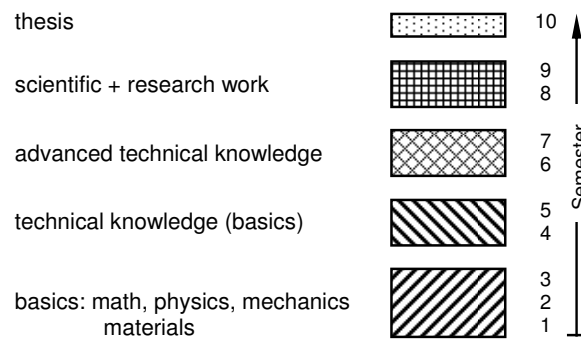 thesis
10
scientific + research work
9
8
advanced technical knowledge
7
6
technical knowledge (basics)
5
4
basics: math, physics, mechanics
materials
3
2
1
Semester